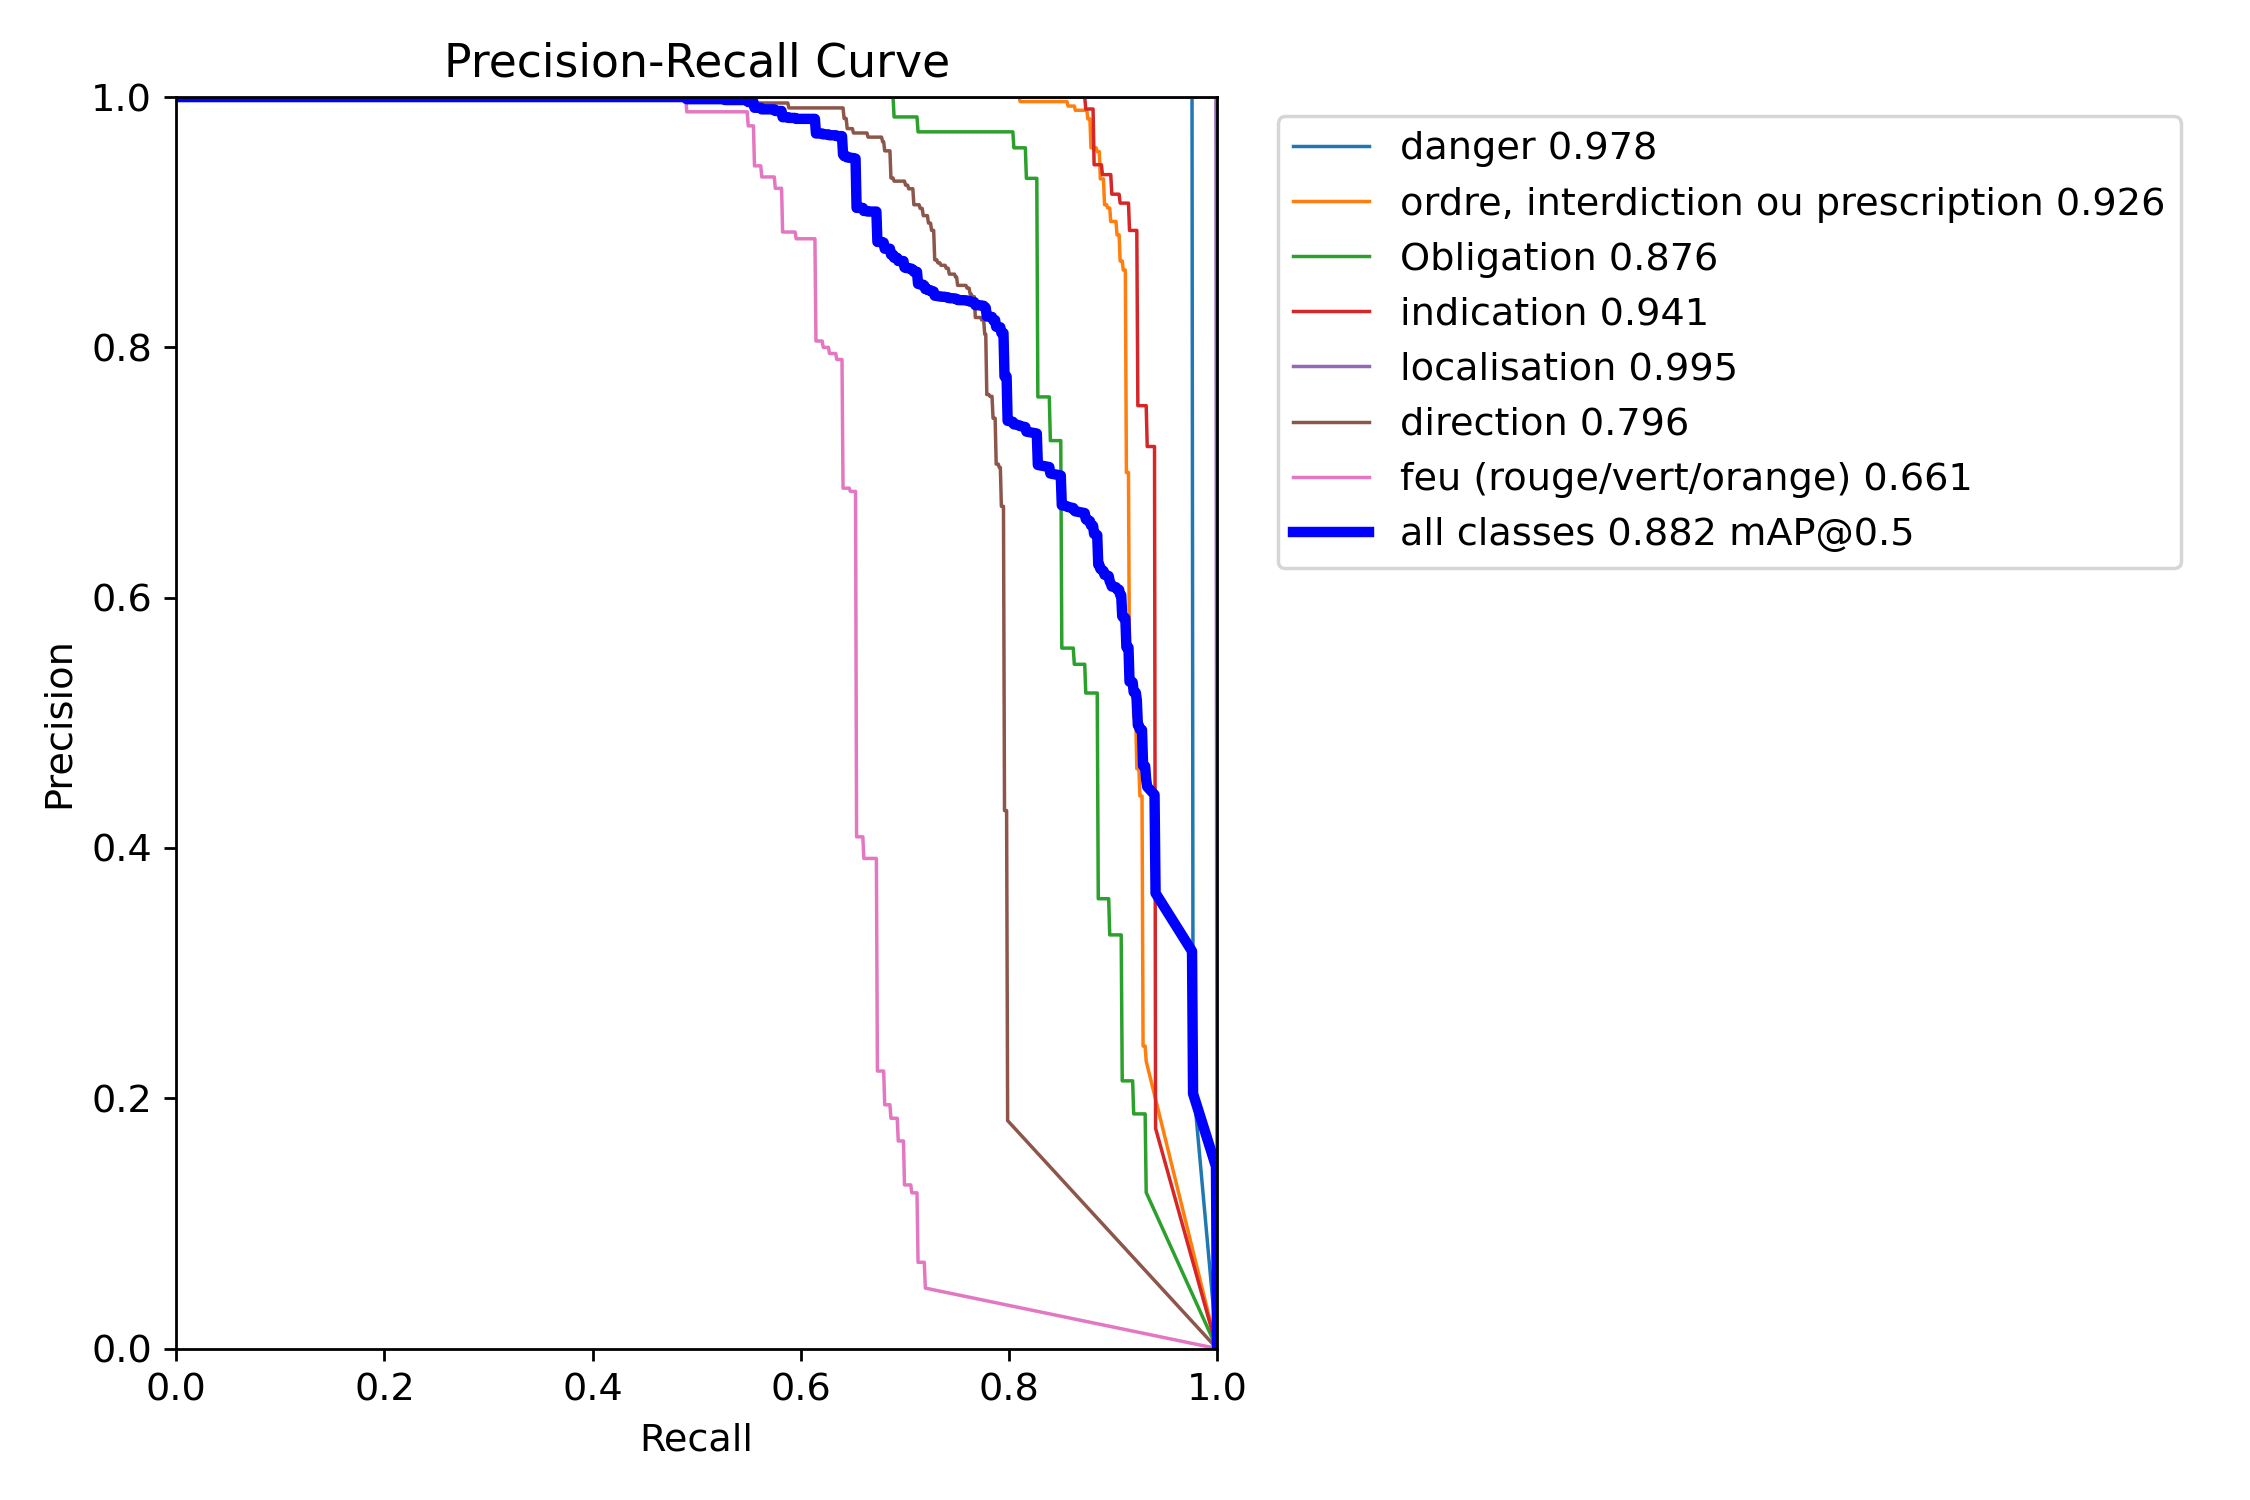 Precision-Recall Curve
1.0
0.8
0.6
0.4
0.2
0.0
Precision
0.0 0.2 0.4 0.6 0.8 1.0
Recall
danger 0.978
ordre, interdiction ou prescription 0.926
Obligation 0.876
indication 0.941
localisation 0.995
direction 0.796
feu (rouge/vert/orange) 0.661
all classes 0.882 mAP@0.5